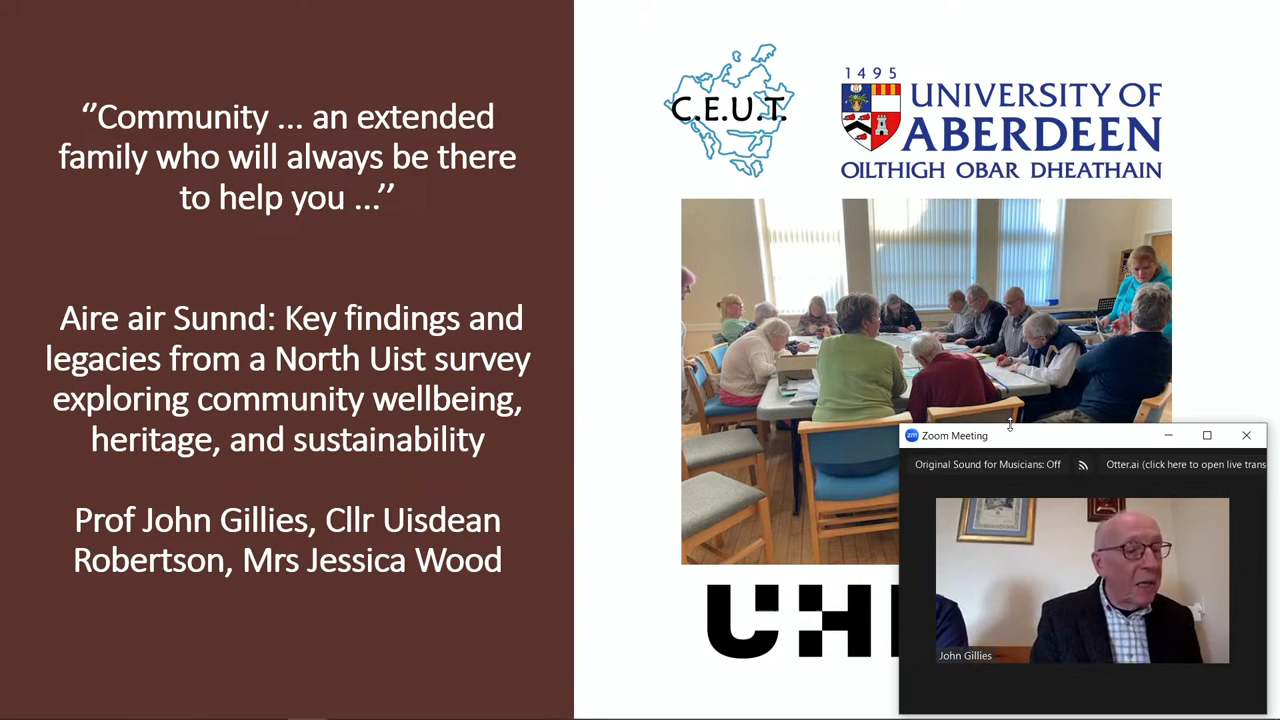 ‘’Community ... an extended
family who will always be there
to help you ...’’
Aire air Sunnd: Key findings and
legacies from a North Uist survey
exploring community wellbeing,
heritage, and sustainability
Prof John Gillies, Cllr Uisdean
Robertson, Mrs Jessica Wood
C.E.U.T.
1495
UNIVERSITY OF
ABERDEEN
OILTHIGH OBAR DHEATHAIN
UHI
zm Zoom Meeting
Original Sound for Musicians: Off
Otter.ai (click here to open live trans
John Gillies